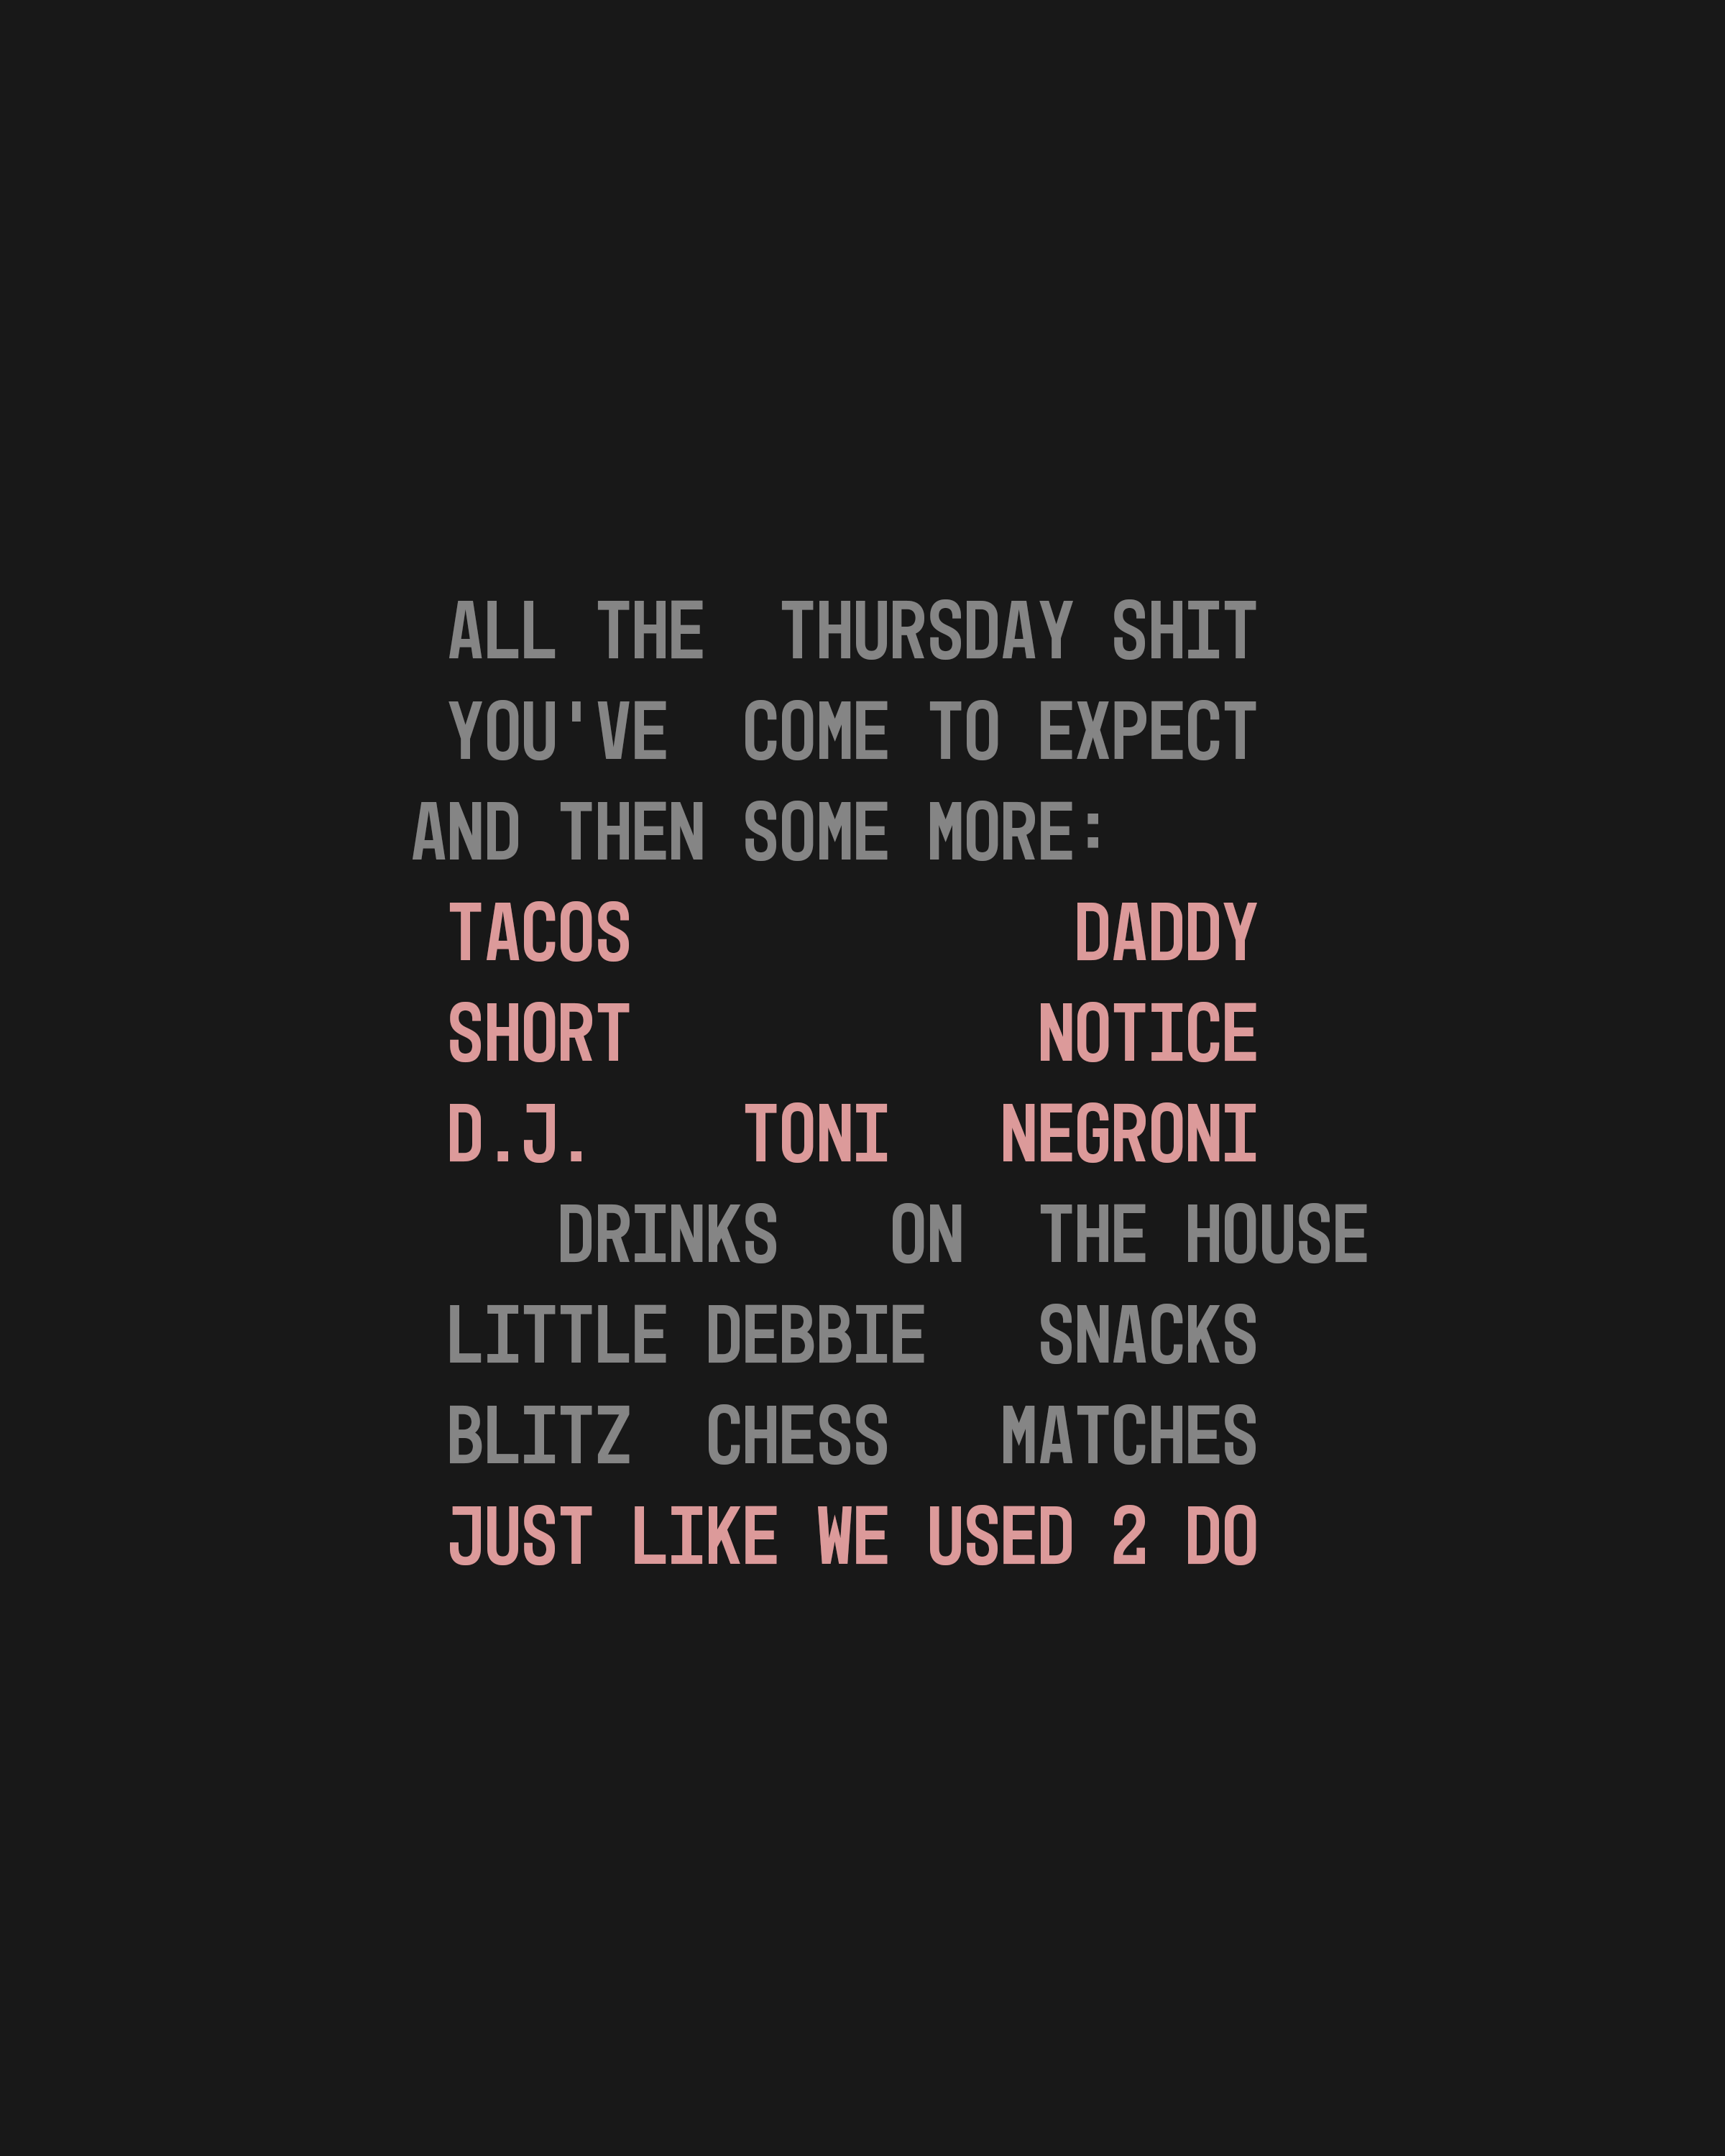 ALL THE THURSDAY SHIT
YOU'VE COME TO EXPECT
AND THEN SOME MORE:
TACOS DADDY
SHORT NOTICE
D.J. TONI NEGRONI
DRINKS ON THE HOUSE
LITTLE DEBBIE SNACKS
BLITZ CHESS MATCHES
JUST LIKE WE USED 2 DO